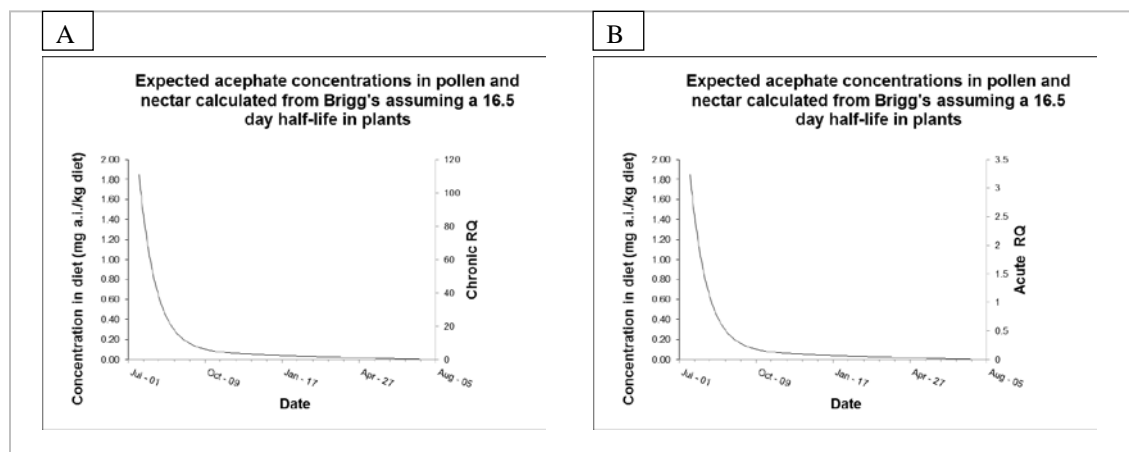 A
Expected acephate concentrations in pollen and
nectar calculated from Brigg's assuming a 16.5
day half-life in plants
Concentration in diet (mg a.i./kg diet)
2.00
1.80
1.60
1.40
1.20
1.00
0.80
0.60
0.40
0.20
0.00
120
100
80
60
40
20
0
Chronic RQ
Jul - 01
Oct - 09
Jan - 17
Apr - 27
Aug - 05
Date
B
Expected acephate concentrations in pollen and
nectar calculated from Brigg's assuming a 16.5
day half-life in plants
Concentration in diet (mg a.i./kg diet)
2.00
1.80
1.60
1.40
1.20
1.00
0.80
0.60
0.40
0.20
0.00
3.5
3
2.5
2
1.5
1
0.5
0
Acute RQ
Jul - 01
Oct - 09
Jan - 17
Apr - 27
Aug - 05
Date